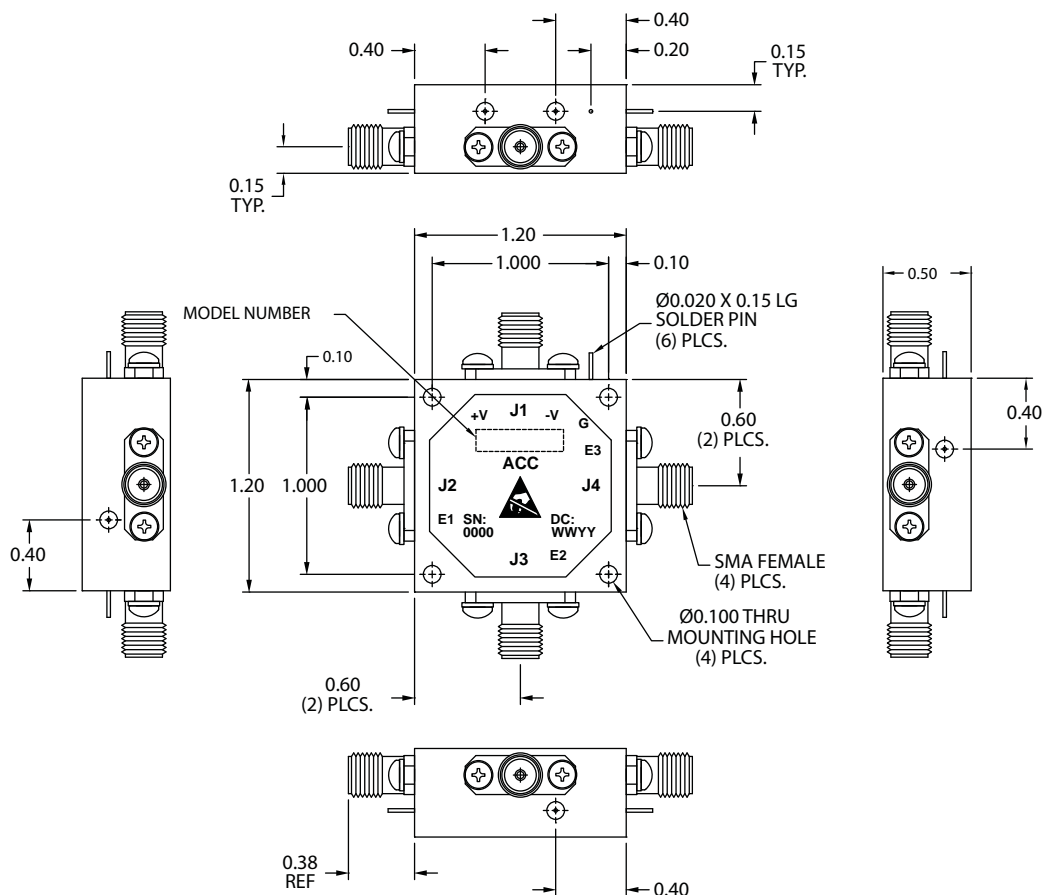 0.40
0.40
0.20
0.15
TYP.
0.15
TYP.
1.20
1.000
0.10
0.50
MODEL NUMBER
Ø0.020 X 0.15 LG
SOLDER PIN
(6) PLCS.
0.10
0.60
(2) PLCS.
0.40
+V J1 -V
G
E3
ACC
1.20
1.000
J2
J4
E1 SN:
0000
DC:
WWYY
J3
E2
0.40
SMA FEMALE
(4) PLCS.
Ø0.100 THRU
MOUNTING HOLE
(4) PLCS.
0.60
(2) PLCS.
0.38
REF
0.40